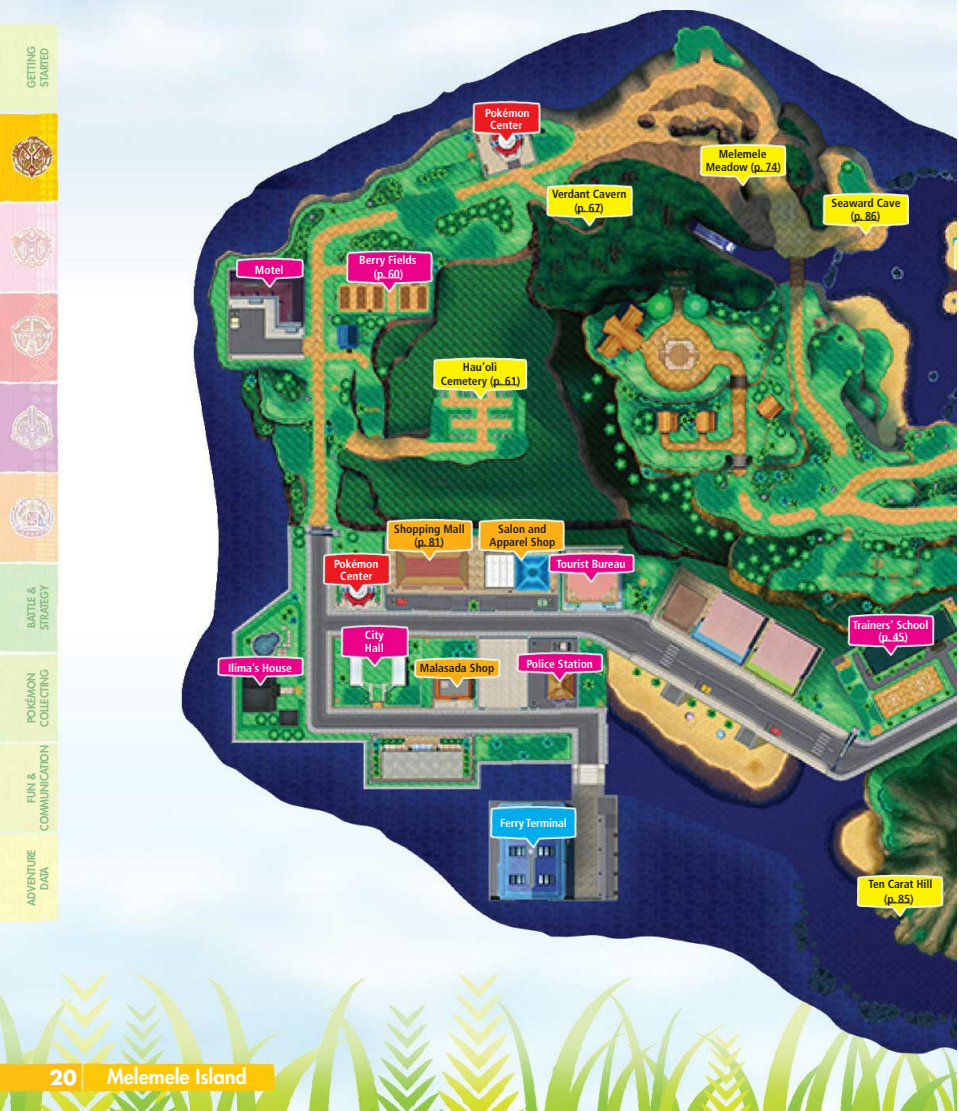 GETTING
STARTED
BATTLE &
STRATEGY
POKÉMON
COLLECTING
FUN &
COMMUNICATION
ADVENTURE
DATA
Pokémon
Center
Melemele
Meadow (p. 74)
Verdant Cavern
(p. 67)
Seaward Cave
(p. 86)
Motel
Berry Fields
(p. 60)
Hau'oli
Cemetery (p. 61)
Shopping Mall
(p. 81)
Salon and
Apparel Shop
Pokémon
Center
Tourist Bureau
Trainers' School
(p. 45)
City
Hall
Ilima's House
Malasada Shop
Police Station
Ferry Terminal
Ten Carat Hill
(p. 85)
20 Melemele Island